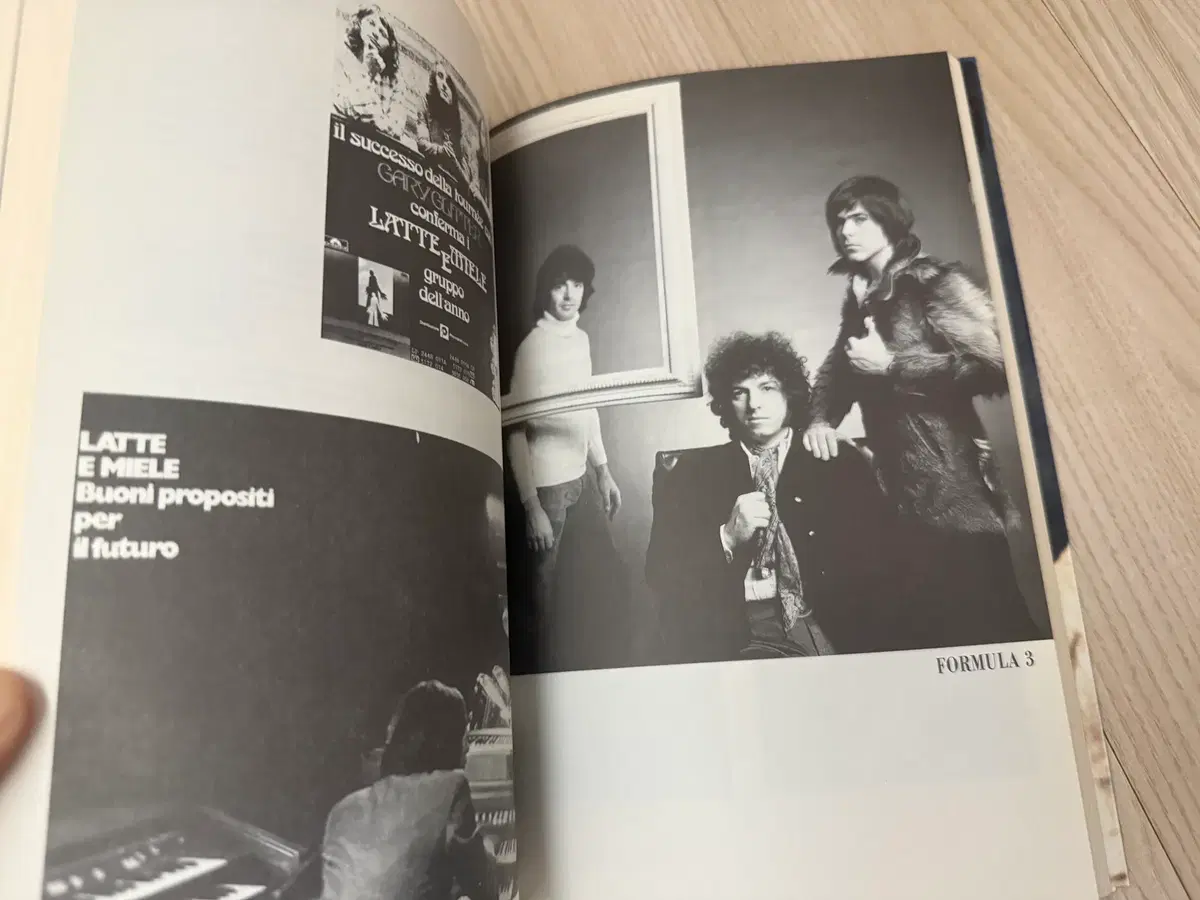 il successo della tournée
GARY GLITTER
conferma i
LATTE E MIELE
gruppo
dell'anno
LATTE
E MIELE
Buoni propositi
per
il futuro
FORMULA 3